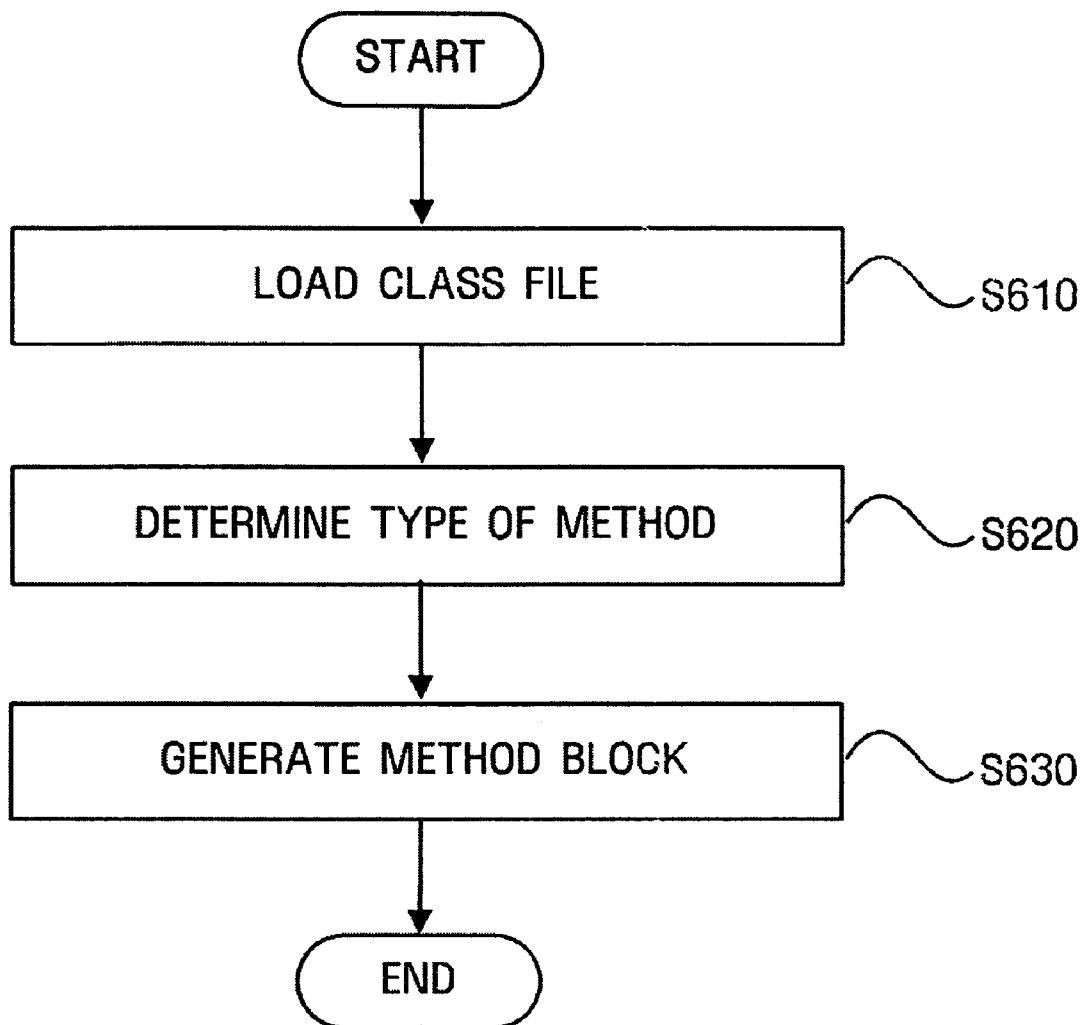 START
LOAD CLASS FILE
S610
DETERMINE TYPE OF METHOD
S620
GENERATE METHOD BLOCK
S630
END